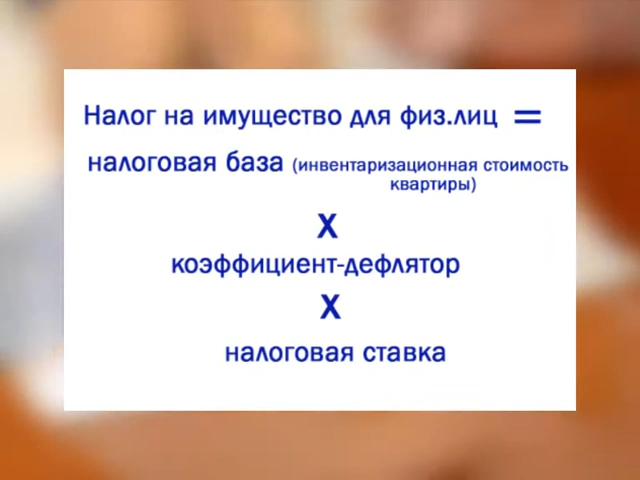 Налог на имущество для физ.лиц =
налоговая база (инвентаризационная стоимость
квартиры)
X
коэффициент-дефлятор
X
налоговая ставка